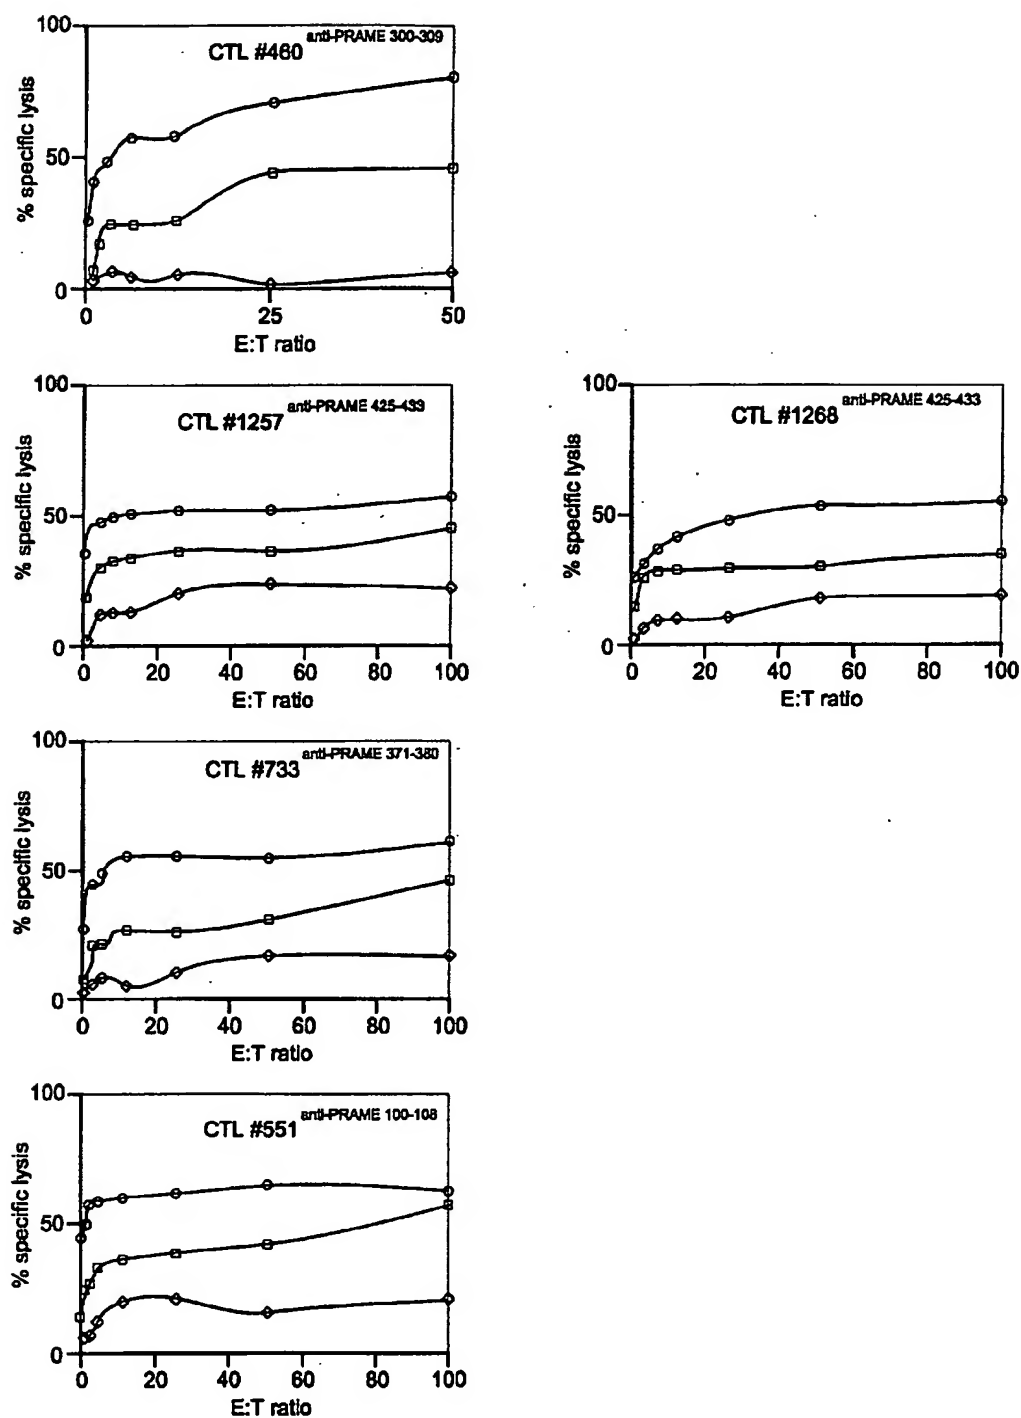 100
CTL #460 anti-PRAME 300-309
% specific lysis
50
0
0 25 50
E:T ratio
100
CTL #1257 anti-PRAME 425-433
% specific lysis
50
0
0 20 40 60 80 100
E:T ratio
100
CTL #1268 anti-PRAME 425-433
% specific lysis
50
0
0 20 40 60 80 100
E:T ratio
100
CTL #733 anti-PRAME 371-380
% specific lysis
50
0
0 20 40 60 80 100
E:T ratio
100
CTL #551 anti-PRAME 100-108
% specific lysis
50
0
0 20 40 60 80 100
E:T ratio